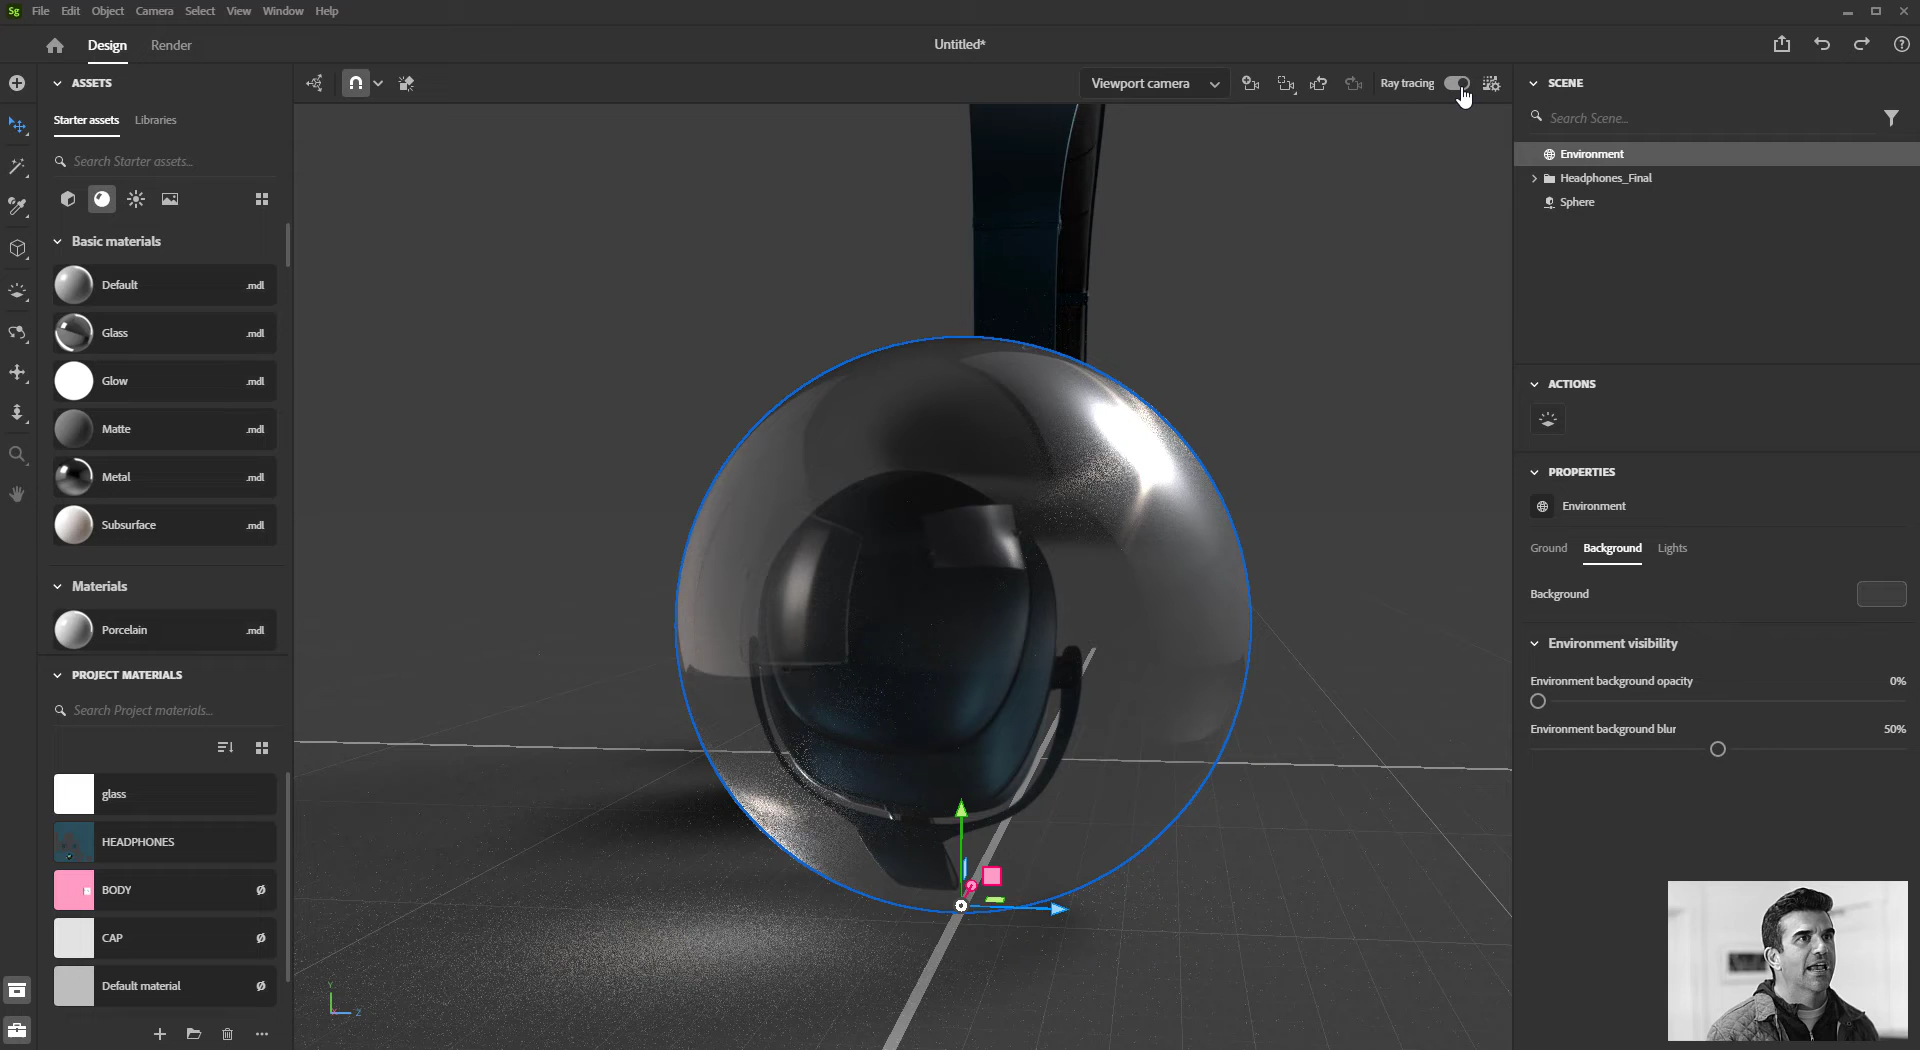 Sg File Edit Object Camera Select View Window Help
Design Render Untitled*
ASSETS
Starter assets Libraries
Search Starter assets...
Basic materials
Default .mdl
Glass .mdl
Glow .mdl
Matte .mdl
Metal .mdl
Subsurface .mdl
Materials
Porcelain .mdl
PROJECT MATERIALS
Search Project materials...
glass
HEADPHONES
BODY
CAP
Default material
Viewport camera Ray tracing
Y
Z
SCENE
Search Scene...
Environment
Headphones_Final
Sphere
ACTIONS
PROPERTIES
Environment
Ground Background Lights
Background
Environment visibility
Environment background opacity 0%
Environment background blur 50%